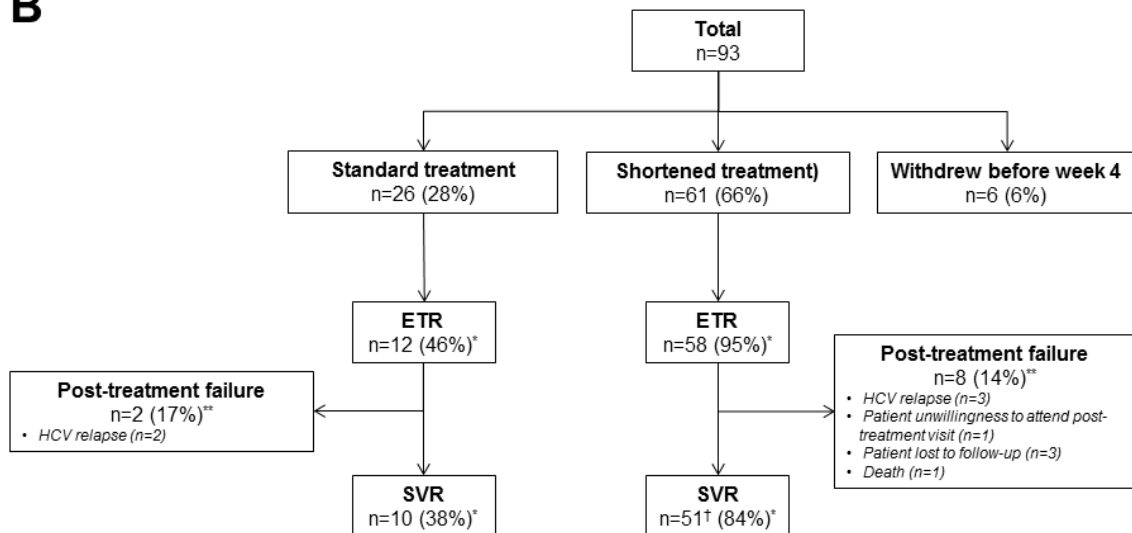 B
Total
n=93
Standard treatment
n=26 (28%)
Shortened treatment)
n=61 (66%)
Withdrew before week 4
n=6 (6%)
ETR
n=12 (46%)*
ETR
n=58 (95%)*
Post-treatment failure
n=2 (17%)**
• HCV relapse (n=2)
Post-treatment failure
n=8 (14%)**
• HCV relapse (n=3)
• Patient unwillingness to attend post-
treatment visit (n=1)
• Patient lost to follow-up (n=3)
• Death (n=1)
SVR
n=10 (38%)*
SVR
n=51† (84%)*